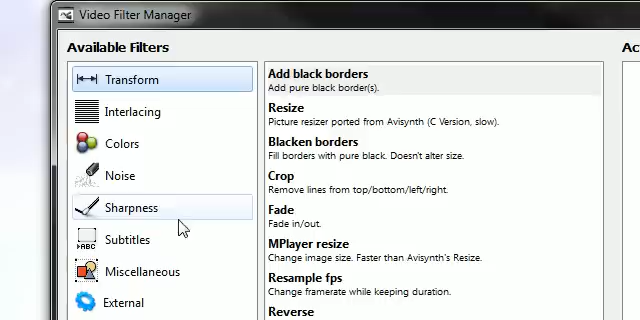 Video Filter Manager
Available Filters
Ac
Transform
Interlacing
Colors
Noise
Sharpness
ABC
Subtitles
Miscellaneous
External
Add black borders
Add pure black border(s).
Resize
Picture resizer ported from Avisynth (C Version, slow).
Blacken borders
Fill borders with pure black. Doesn't alter size.
Crop
Remove lines from top/bottom/left/right.
Fade
Fade in/out.
MPlayer resize
Change image size. Faster than Avisynth's Resize.
Resample fps
Change framerate while keeping duration.
Reverse